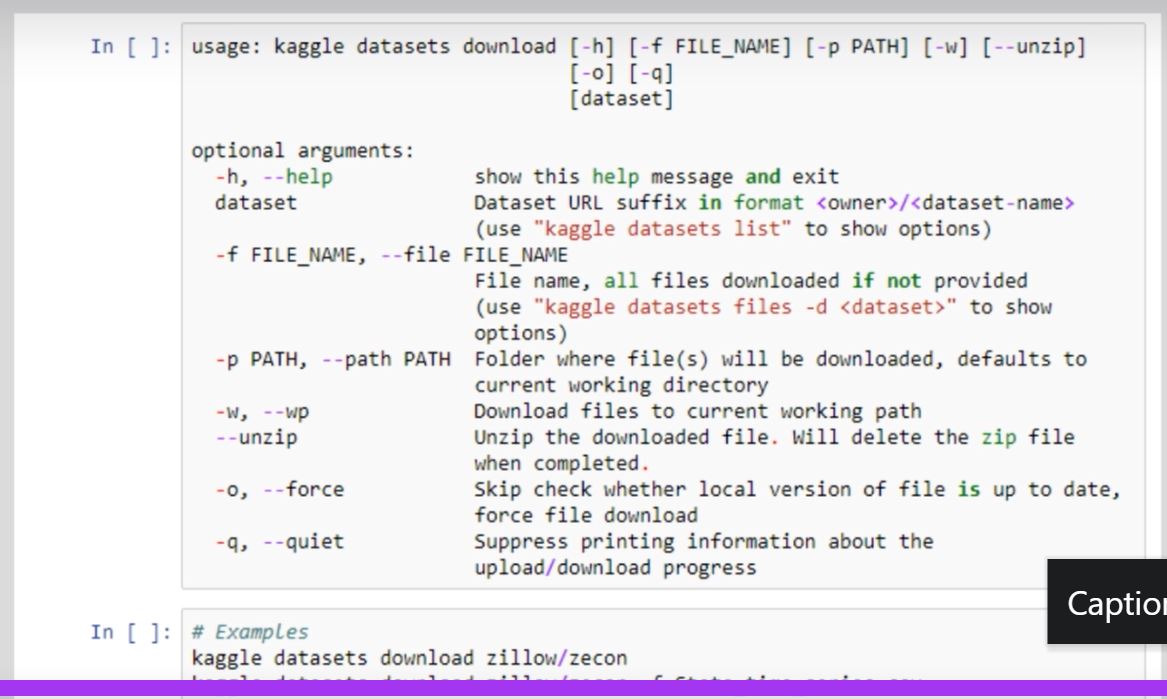 In [ ]: usage: kaggle datasets download [-h] [-f FILE_NAME] [-p PATH] [-w] [--unzip]
[-o] [-q]
[dataset]
optional arguments:
-h, --help show this help message and exit
dataset Dataset URL suffix in format <owner>/<dataset-name>
(use "kaggle datasets list" to show options)
-f FILE_NAME, --file FILE_NAME
File name, all files downloaded if not provided
(use "kaggle datasets files -d <dataset>" to show
options)
-p PATH, --path PATH Folder where file(s) will be downloaded, defaults to
current working directory
-w, --wp Download files to current working path
--unzip Unzip the downloaded file. Will delete the zip file
when completed.
-o, --force Skip check whether local version of file is up to date,
force file download
-q, --quiet Suppress printing information about the
upload/download progress
Caption
In [ ]: # Examples
kaggle datasets download zillow/zecon